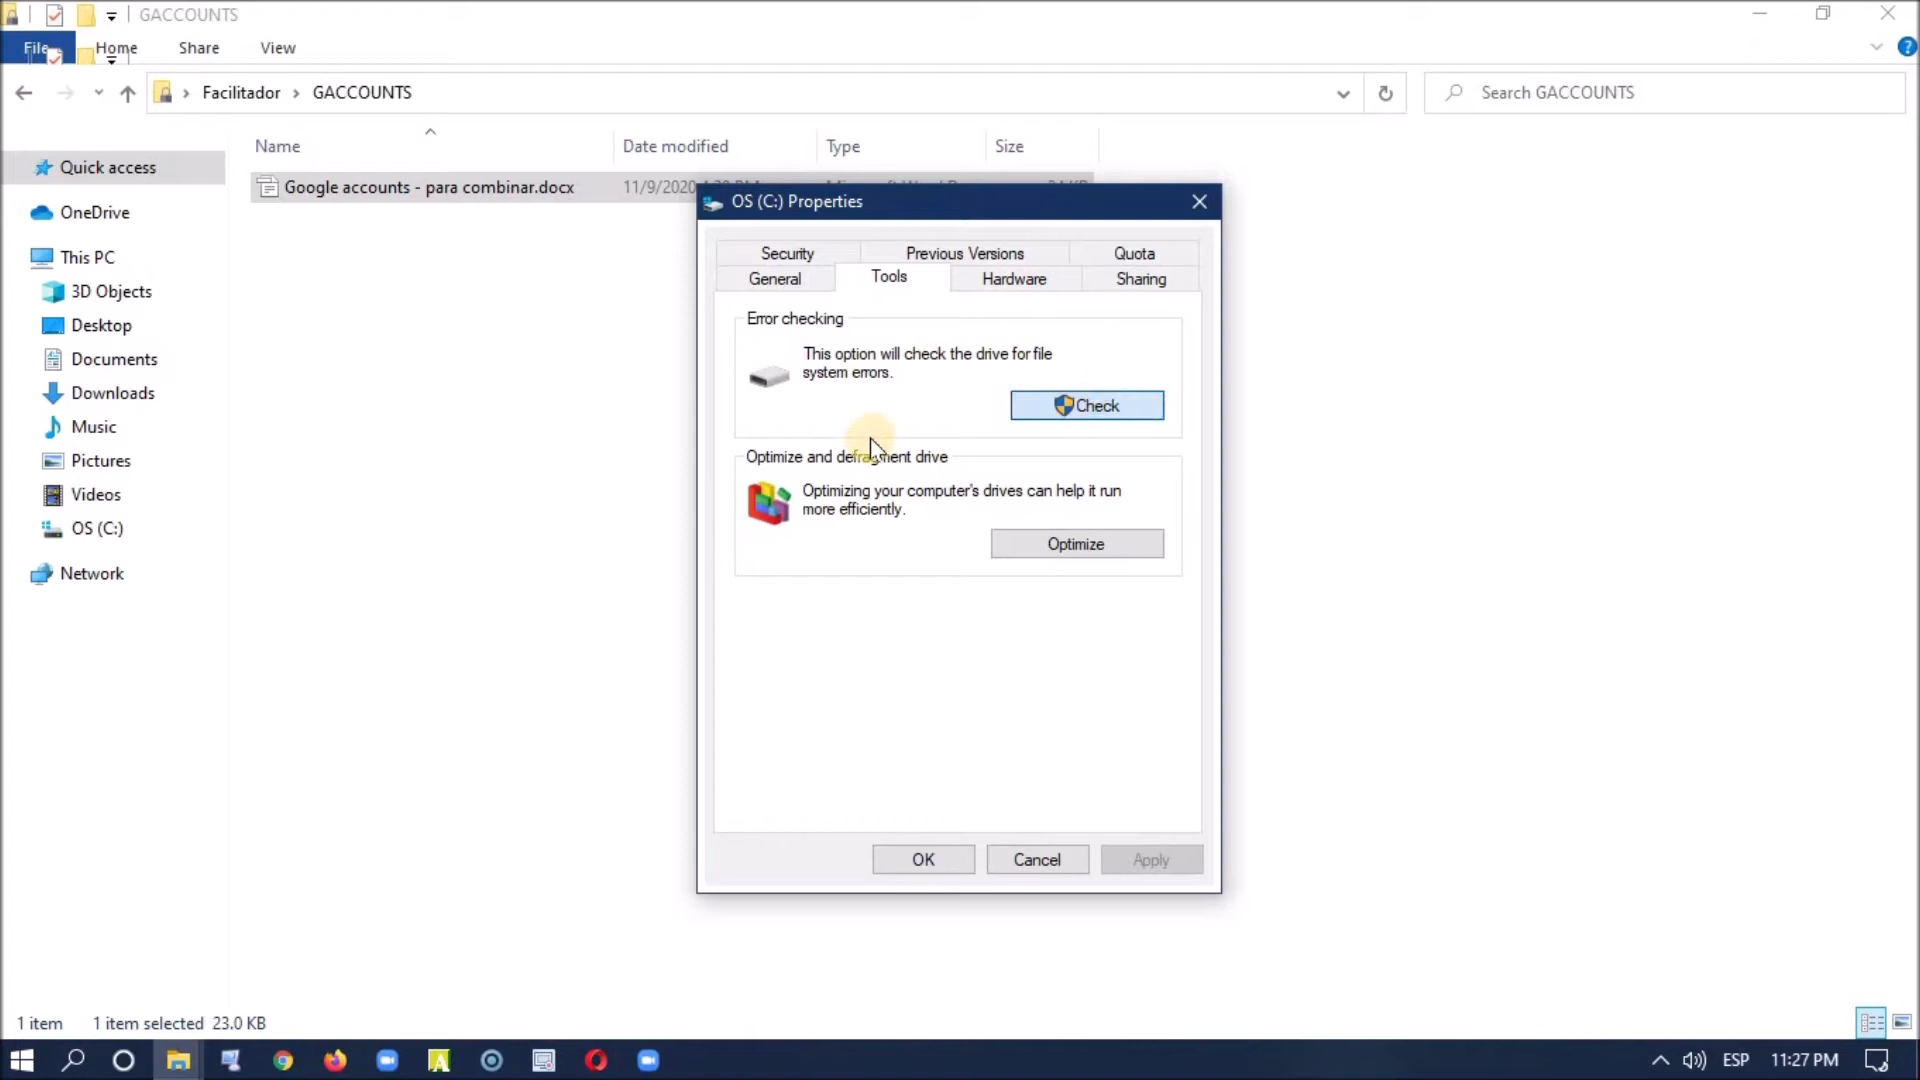 GACCOUNTS
File Home Share View
Facilitador > GACCOUNTS
Search GACCOUNTS
Name Date modified Type Size
Google accounts - para combinar.docx 11/9/2020
Quick access
OneDrive
This PC
3D Objects
Desktop
Documents
Downloads
Music
Pictures
Videos
OS (C:)
Network
OS (C:) Properties
Security Previous Versions Quota
General Tools Hardware Sharing
Error checking
This option will check the drive for file
system errors.
Check
Optimize and defragment drive
Optimizing your computer's drives can help it run
more efficiently.
Optimize
OK Cancel Apply
1 item 1 item selected 23.0 KB
ESP 11:27 PM